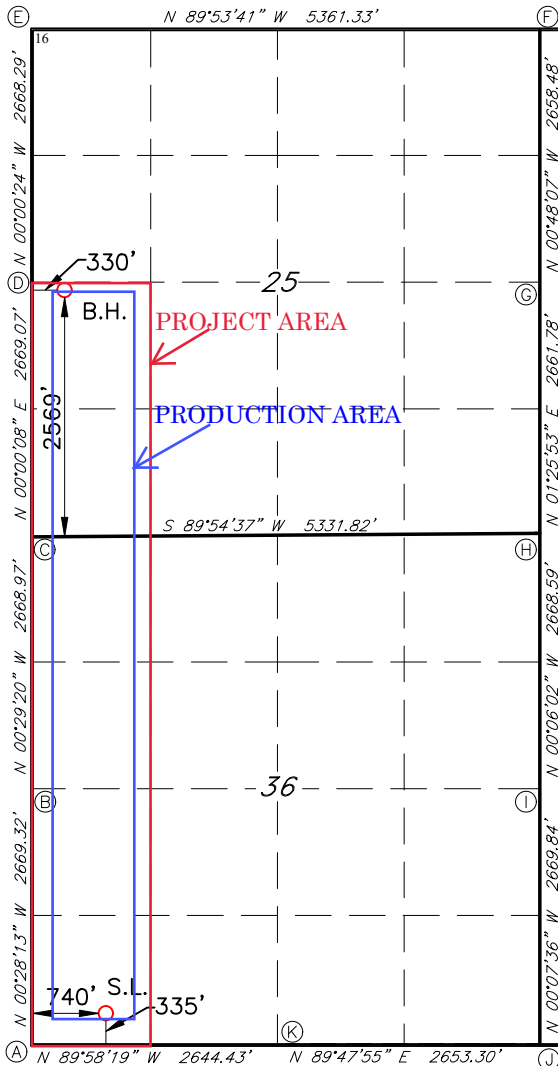 E N 89°53'41" W 5361.33' F
16
N 00°00'24" W 2668.29'
N 00°48'07" W 2658.48'
D
330'
25
G
B.H.
PROJECT AREA
N 00°00'08" E 2669.07'
2569'
PRODUCTION AREA
N 01°25'53" E 2661.78'
S 89°54'37" W 5331.82'
C
H
N 00°29'20" W 2668.97'
N 00°06'02" W 2668.59'
36
B
I
N 00°28'13" W 2669.32'
N 00°07'36" W 2669.84'
740'
S.L.
335'
K
A N 89°58'19" W 2644.43' N 89°47'55" E 2653.30' J